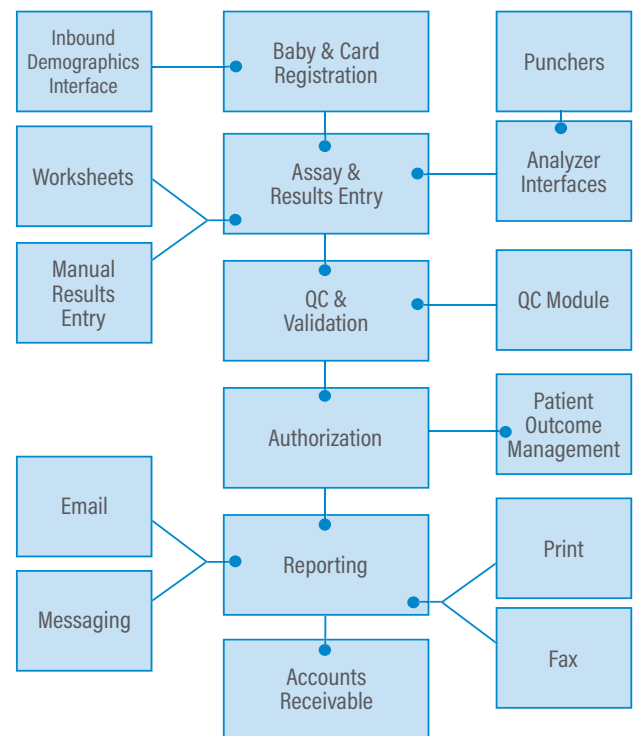 Inbound
Demographics
Interface
Baby & Card
Registration
Punchers
Worksheets
Assay &
Results Entry
Analyzer
Interfaces
Manual
Results
Entry
QC &
Validation
QC Module
Authorization
Patient
Outcome
Management
Email
Reporting
Print
Messaging
Accounts
Receivable
Fax